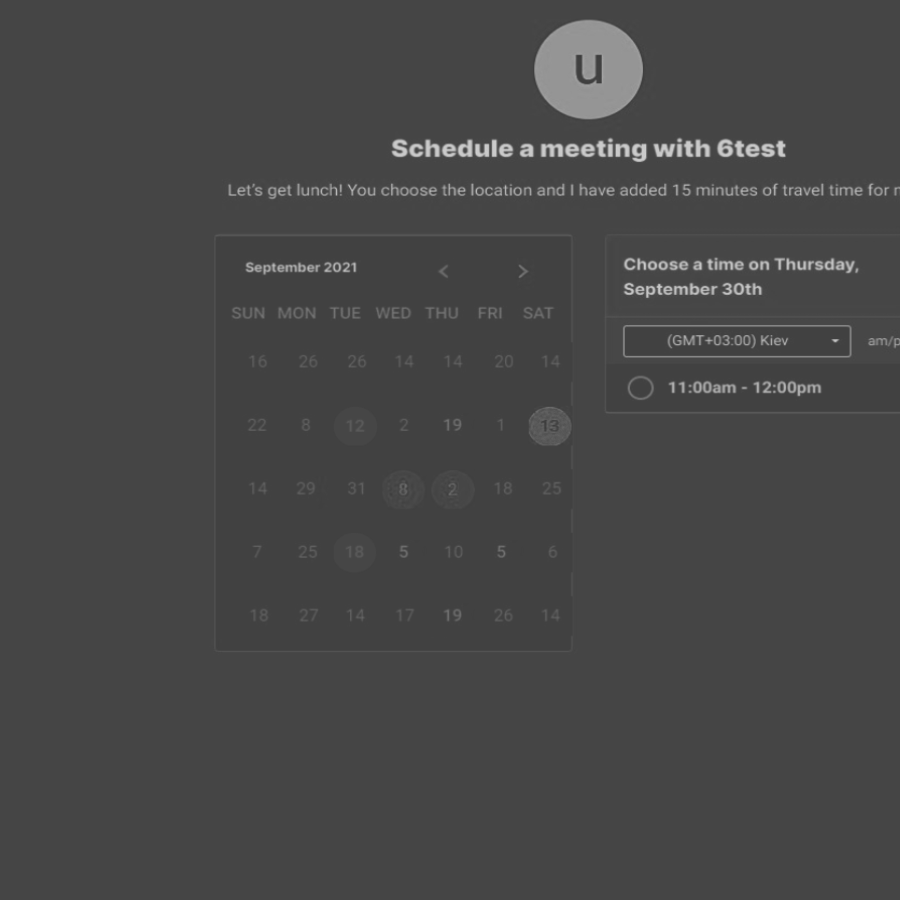 u
Schedule a meeting with 6test
Let's get lunch! You choose the location and I have added 15 minutes of travel time for
September 2021
SUN MON TUE WED THU FRI SAT
16 26 26 14 14 20 14
22 8 12 2 19 1 13
14 29 31 8 2 18 25
7 25 18 5 10 5 6
18 27 14 17 19 26 14
Choose a time on Thursday,
September 30th
(GMT+03:00) Kiev
am/p
11:00am - 12:00pm